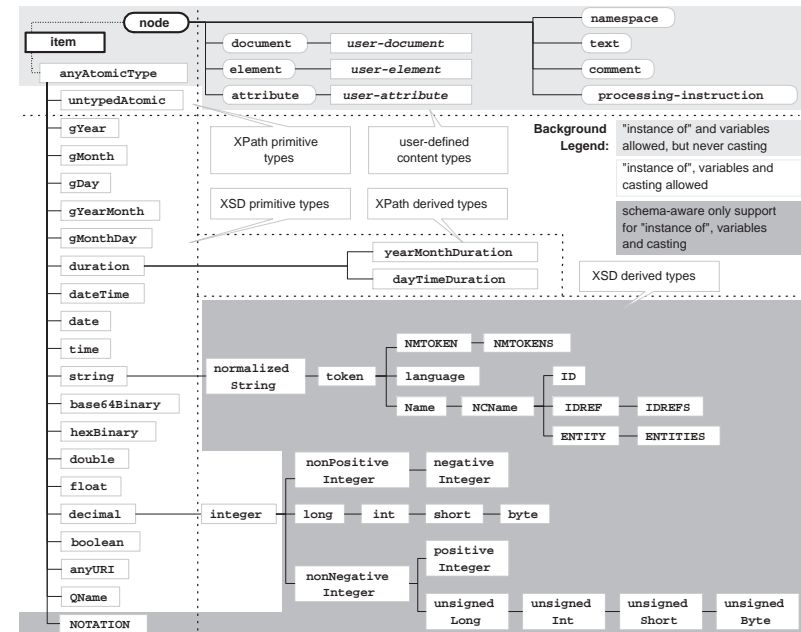 node
namespace
item
document
user-document
text
element
user-element
comment
anyAtomicType
attribute
user-attribute
processing-instruction
untypedAtomic
gYear
XPath primitive
types
user-defined
content types
Background
Legend:
"instance of" and variables
allowed, but never casting
gMonth
"instance of", variables and
casting allowed
gDay
XSD primitive types
XPath derived types
gYearMonth
schema-aware only support
for "instance of", variables
and casting
gMonthDay
yearMonthDuration
duration
dayTimeDuration
XSD derived types
dateTime
date
time
NMTOKEN
NMTOKENS
string
normalized
String
token
language
ID
base64Binary
Name
NCName
IDREF
IDREFS
hexBinary
ENTITY
ENTITIES
double
nonPositive
Integer
negative
Integer
float
decimal
integer
long
int
short
byte
boolean
positive
Integer
anyURI
nonNegative
Integer
QName
unsigned
Long
unsigned
Int
unsigned
Short
unsigned
Byte
NOTATION